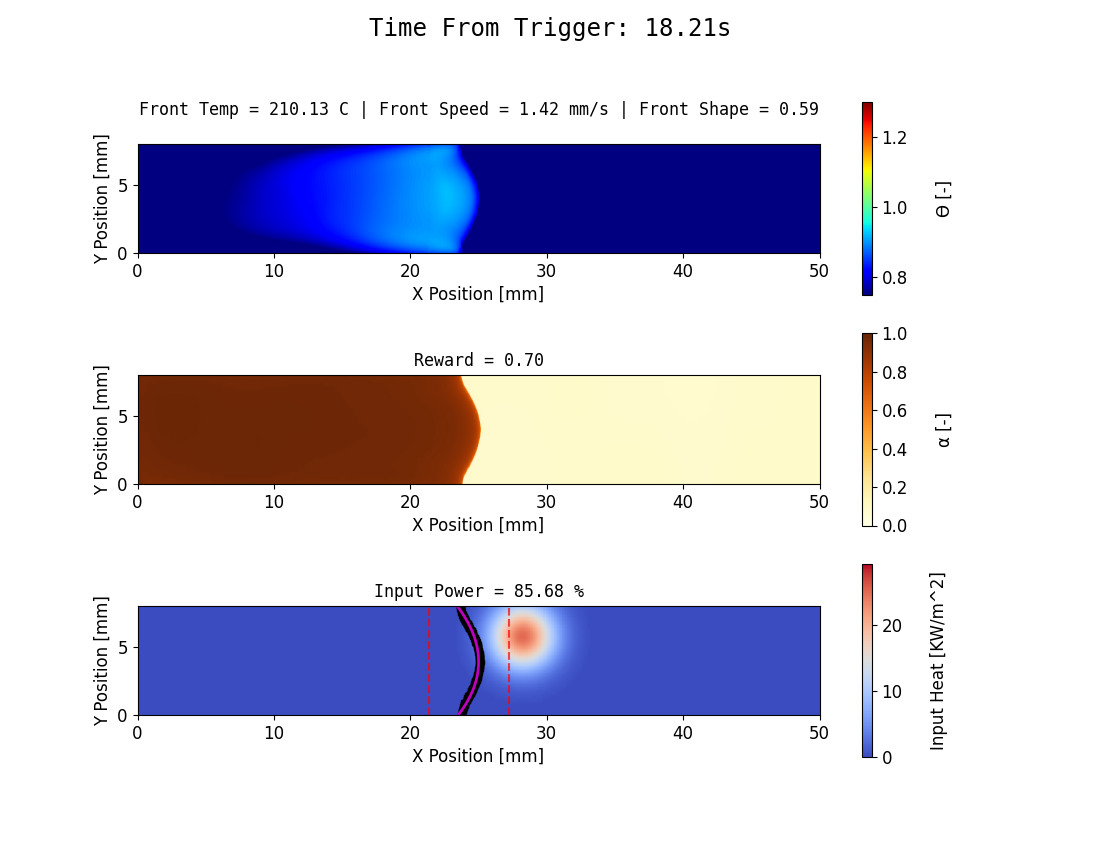 Time From Trigger: 18.21s
Front Temp = 210.13 C | Front Speed = 1.42 mm/s | Front Shape = 0.59
Y Position [mm]
5
0
0 10 20 30 40 50
X Position [mm]
1.2
1.0
0.8
Θ [-]
Reward = 0.70
Y Position [mm]
5
0
0 10 20 30 40 50
X Position [mm]
1.0
0.8
0.6
0.4
0.2
0.0
α [-]
Input Power = 85.68 %
Y Position [mm]
5
0
0 10 20 30 40 50
X Position [mm]
20
10
0
Input Heat [KW/m^2]